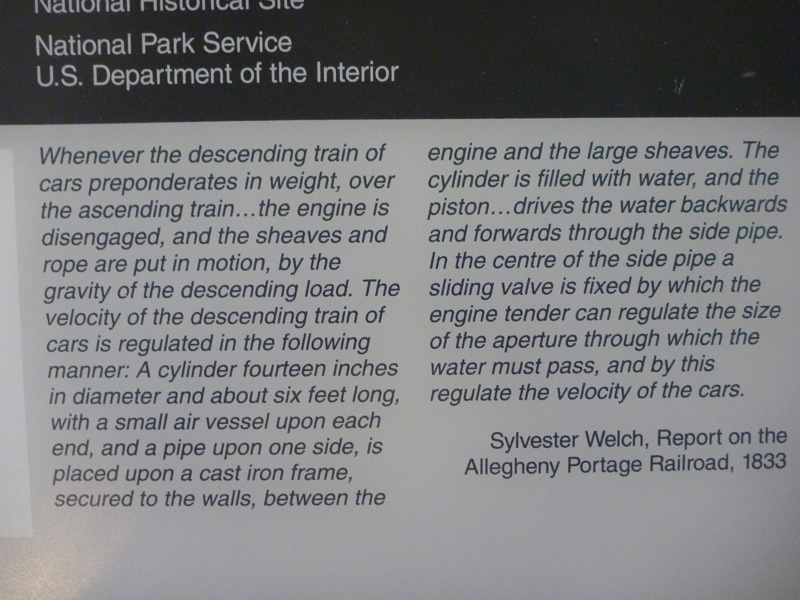 National Historical Site
National Park Service
U.S. Department of the Interior
Whenever the descending train of
cars preponderates in weight, over
the ascending train...the engine is
disengaged, and the sheaves and
rope are put in motion, by the
gravity of the descending load. The
velocity of the descending train of
cars is regulated in the following
manner: A cylinder fourteen inches
in diameter and about six feet long,
with a small air vessel upon each
end, and a pipe upon one side, is
placed upon a cast iron frame,
secured to the walls, between the
engine and the large sheaves. The
cylinder is filled with water, and the
piston...drives the water backwards
and forwards through the side pipe.
In the centre of the side pipe a
sliding valve is fixed by which the
engine tender can regulate the size
of the aperture through which the
water must pass, and by this
regulate the velocity of the cars.
Sylvester Welch, Report on the
Allegheny Portage Railroad, 1833